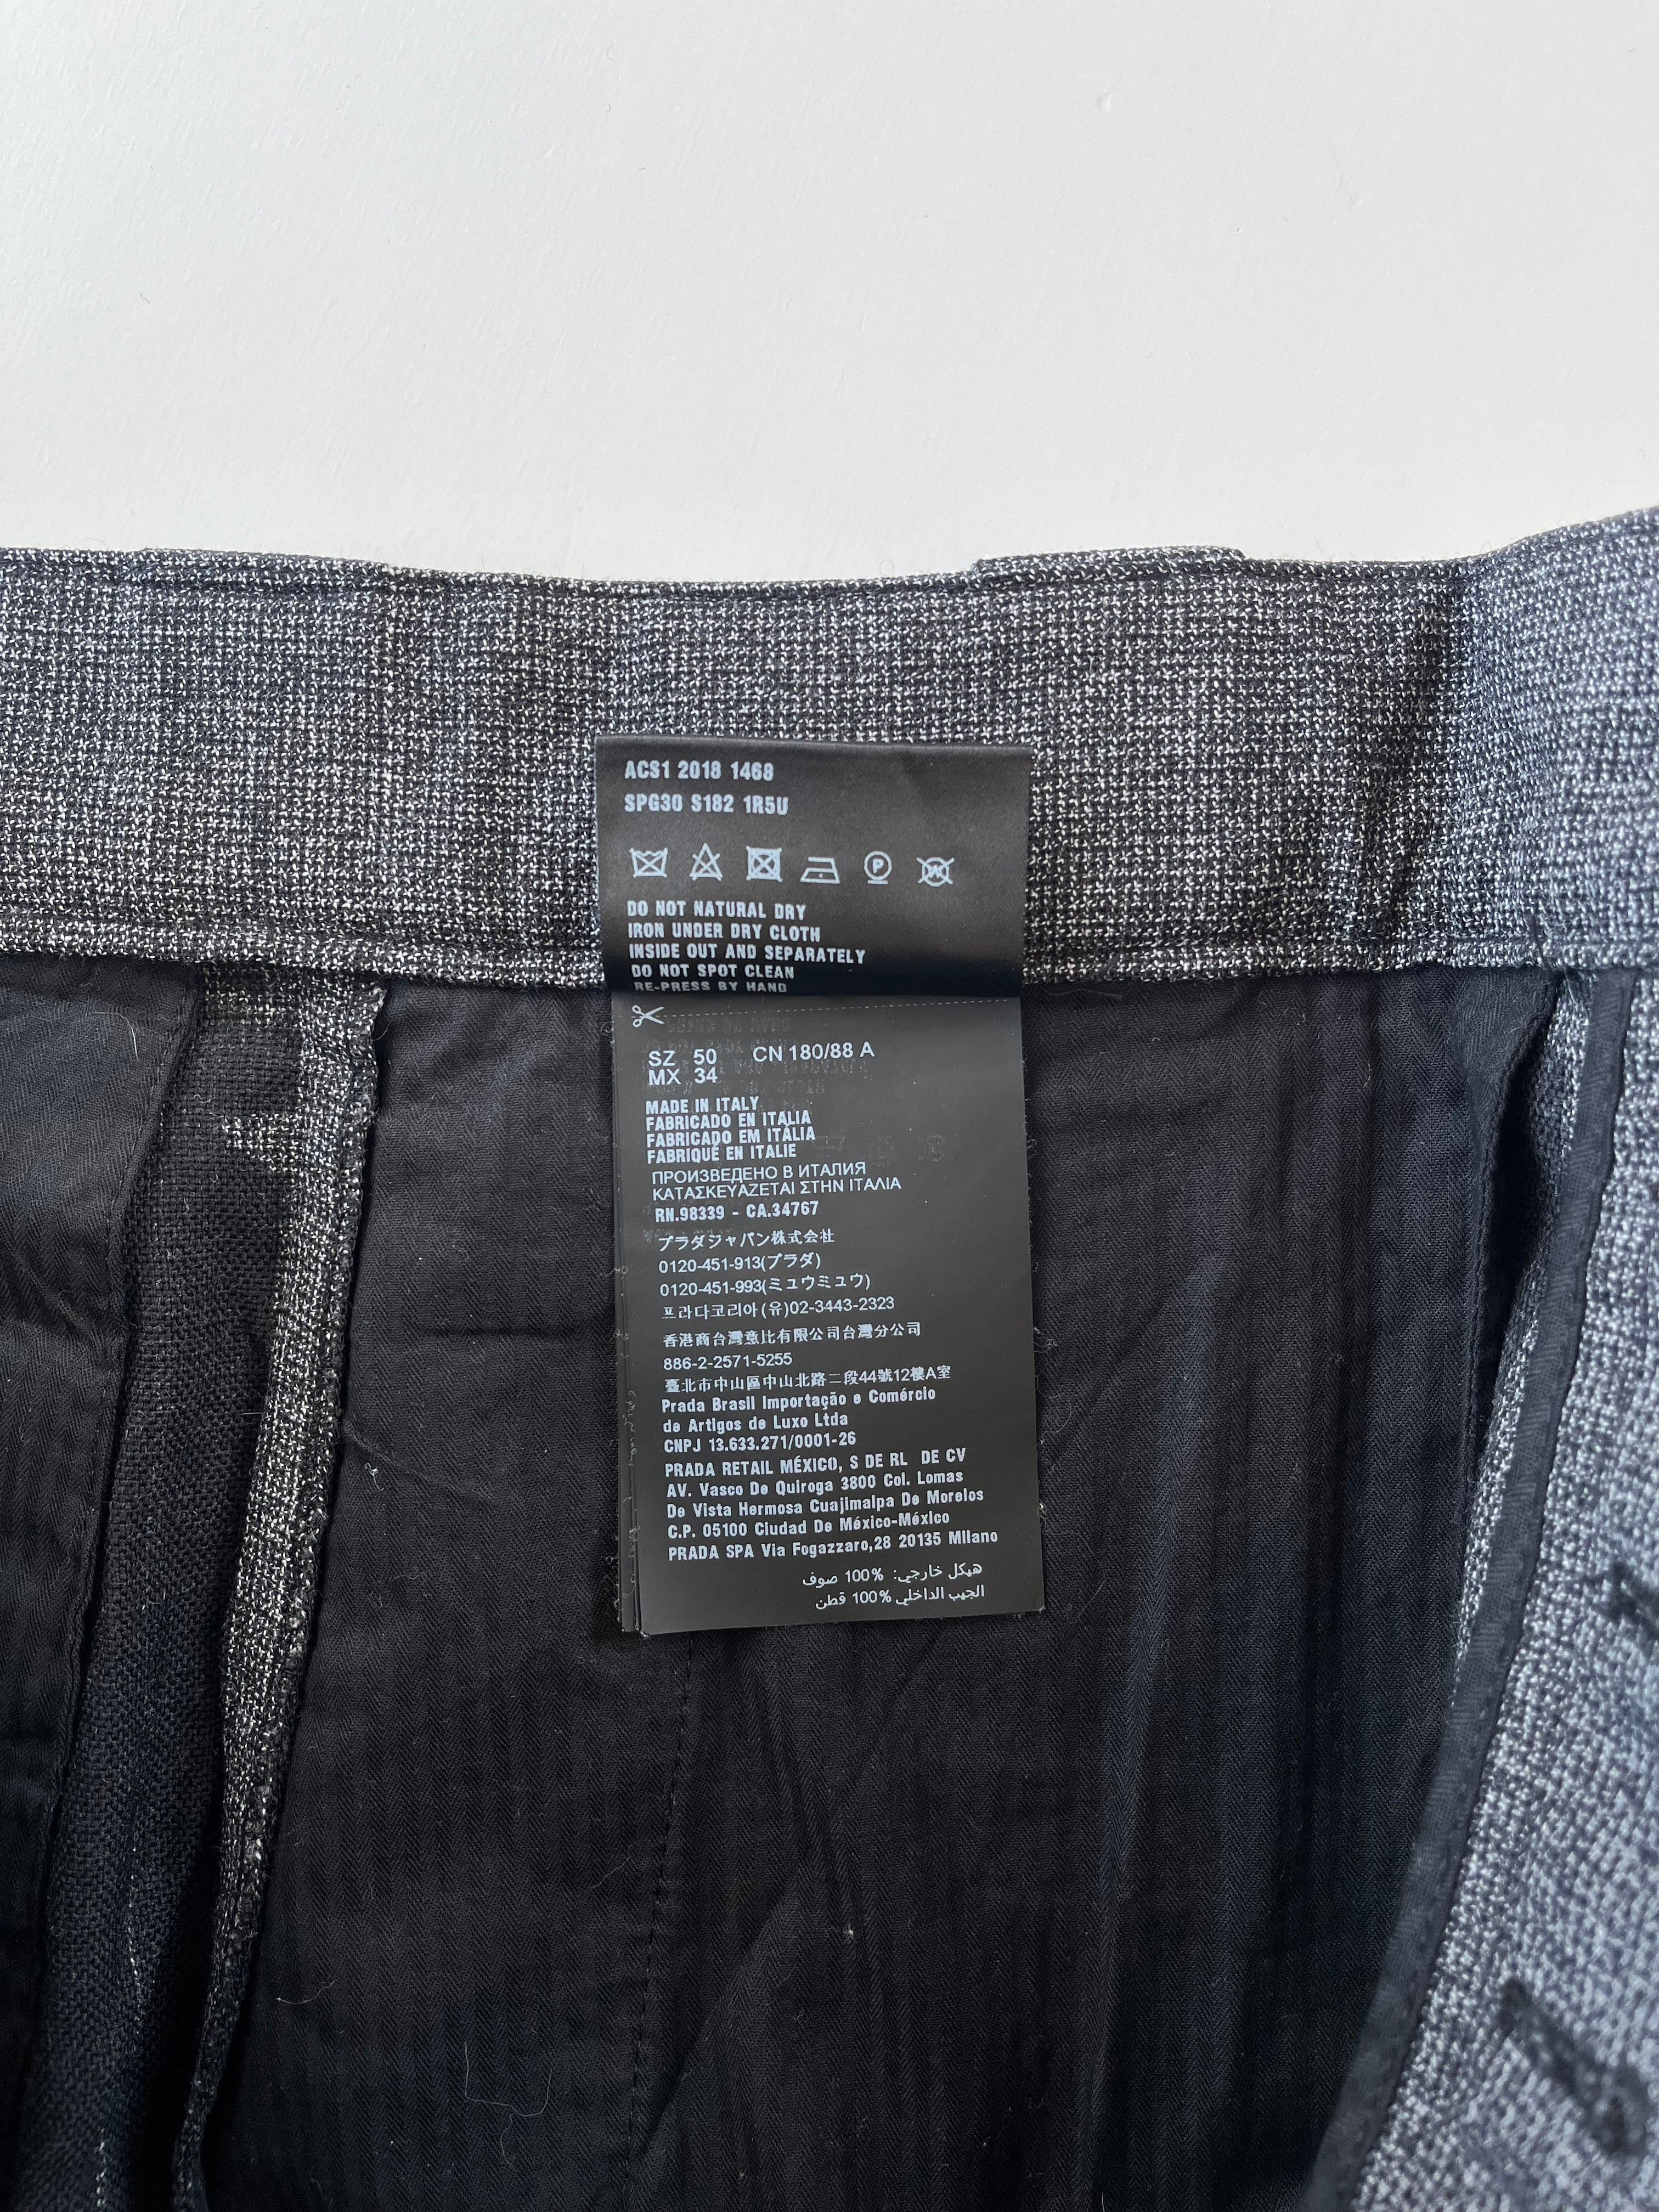 ACS1 2018 1468
SPG30 S182 1R5U
P
W
DO NOT NATURAL DRY
IRON UNDER DRY CLOTH
INSIDE OUT AND SEPARATELY
DO NOT SPOT CLEAN
RE-PRESS BY HAND
SZ 50 CN 180/88 A
MX 34
MADE IN ITALY
FABRICADO EN ITALIA
FABRICADO EM ITÁLIA
FABRIQUÉ EN ITALIE
ПРОИЗВЕДЕНО В ИТАЛИЯ
ΚΑΤΑΣΚΕΥΑΖΕΤΑΙ ΣΤΗΝ ΙΤΑΛΙΑ
RN.98339 - CA.34767
プラダジャパン株式会社
0120-451-913(プラダ)
0120-451-993(ミュウミュウ)
프라다코리아(유)02-3443-2323
香港商台灣意比有限公司台灣分公司
886-2-2571-5255
臺北市中山區中山北路二段44號12樓A室
Prada Brasil Importação e Comércio
de Artigos de Luxo Ltda
CNPJ 13.633.271/0001-26
PRADA RETAIL MÉXICO, S DE RL DE CV
AV. Vasco De Quiroga 3800 Col. Lomas
De Vista Hermosa Cuajimalpa De Morelos
C.P. 05100 Ciudad De México-México
PRADA SPA Via Fogazzaro,28 20135 Milano
هيكل خارجي: %100 صوف
الجيب الداخلي %100 قطن